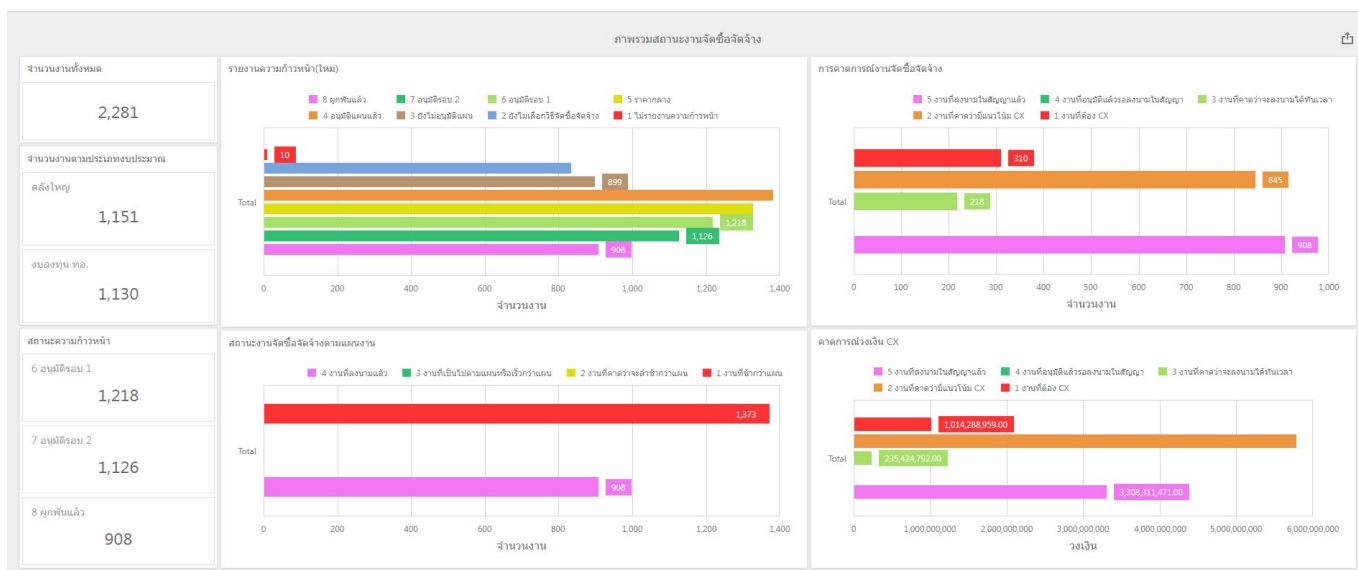 ภาพรวมสถานะงานจัดซื้อจัดจ้าง
จำนวนงานทั้งหมด
2,281
จำนวนงานตามประเภทงบประมาณ
คลังใหญ่
1,151
งบลงทุน ทอ.
1,130
สถานะความก้าวหน้า
6 อนุมัติรอบ 1
1,218
7 อนุมัติรอบ 2
1,126
8 ผูกพันแล้ว
908
รายงานความก้าวหน้า(ใหม่)
8 ผูกพันแล้ว 7 อนุมัติรอบ 2 6 อนุมัติรอบ 1 5 ราคากลาง
4 อนุมัติแผนแล้ว 3 ยังไม่อนุมัติแผน 2 ยังไม่เลือกวิธีจัดซื้อจัดจ้าง 1 ไม่รายงานความก้าวหน้า
10
899
Total
1,218
1,126
908
0 200 400 600 800 1,000 1,200 1,400
จำนวนงาน
การคาดการณ์งานจัดซื้อจัดจ้าง
5 งานที่ลงนามในสัญญาแล้ว 4 งานที่อนุมัติแล้วรอลงนามในสัญญา 3 งานที่คาดว่าจะลงนามได้ทันเวลา
2 งานที่คาดว่ามีแนวโน้ม CX 1 งานที่ต้อง CX
310
845
Total
218
908
0 100 200 300 400 500 600 700 800 900 1,000
จำนวนงาน
สถานะงานจัดซื้อจัดจ้างตามแผนงาน
4 งานที่ลงนามแล้ว 3 งานที่เป็นไปตามแผนหรือเร็วกว่าแผน 2 งานที่คาดว่าจะล่าช้ากว่าแผน 1 งานที่ช้ากว่าแผน
1,373
Total
908
0 200 400 600 800 1,000 1,200 1,400
จำนวนงาน
คาดการณ์วงเงิน CX
5 งานที่ลงนามในสัญญาแล้ว 4 งานที่อนุมัติแล้วรอลงนามในสัญญา 3 งานที่คาดว่าจะลงนามได้ทันเวลา
2 งานที่คาดว่ามีแนวโน้ม CX 1 งานที่ต้อง CX
1,014,288,959.00
Total
235,424,792.00
3,308,311,471.00
0 1,000,000,000 2,000,000,000 3,000,000,000 4,000,000,000 5,000,000,000 6,000,000,000
วงเงิน